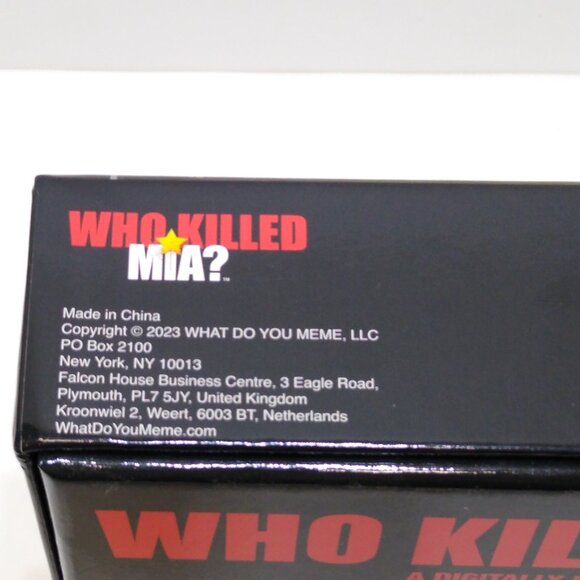 WHO KILLED
MiA?™
Made in China
Copyright © 2023 WHAT DO YOU MEME, LLC
PO Box 2100
New York, NY 10013
Falcon House Business Centre, 3 Eagle Road,
Plymouth, PL7 5JY, United Kingdom
Kroonwiel 2, Weert, 6003 BT, Netherlands
WhatDoYouMeme.com
WHO KIL
A DIGITALLY